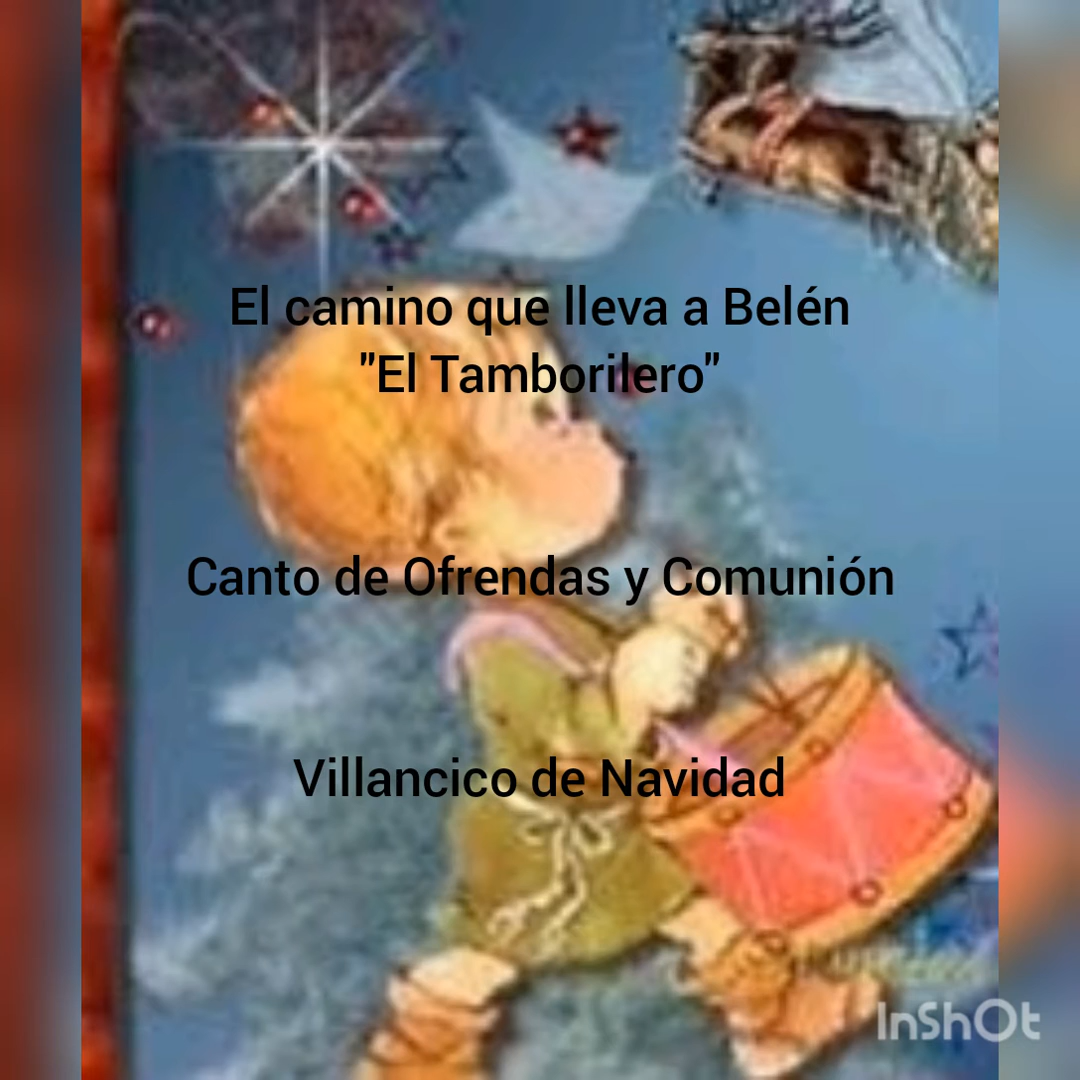 El camino que lleva a Belén
"El Tamborilero"
Canto de Ofrendas y Comunión
Villancico de Navidad
InShOt